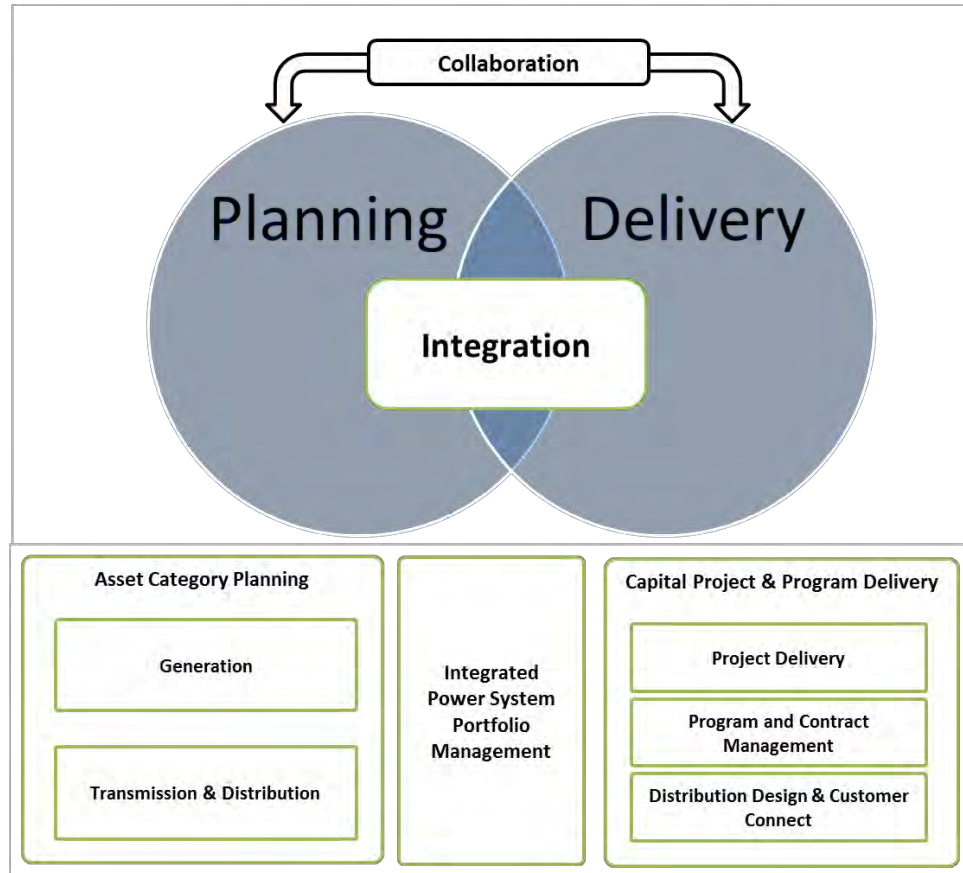 Collaboration
Planning
Delivery
Integration
Asset Category Planning
Generation
Transmission & Distribution
Integrated
Power System
Portfolio
Management
Capital Project & Program Delivery
Project Delivery
Program and Contract
Management
Distribution Design & Customer
Connect